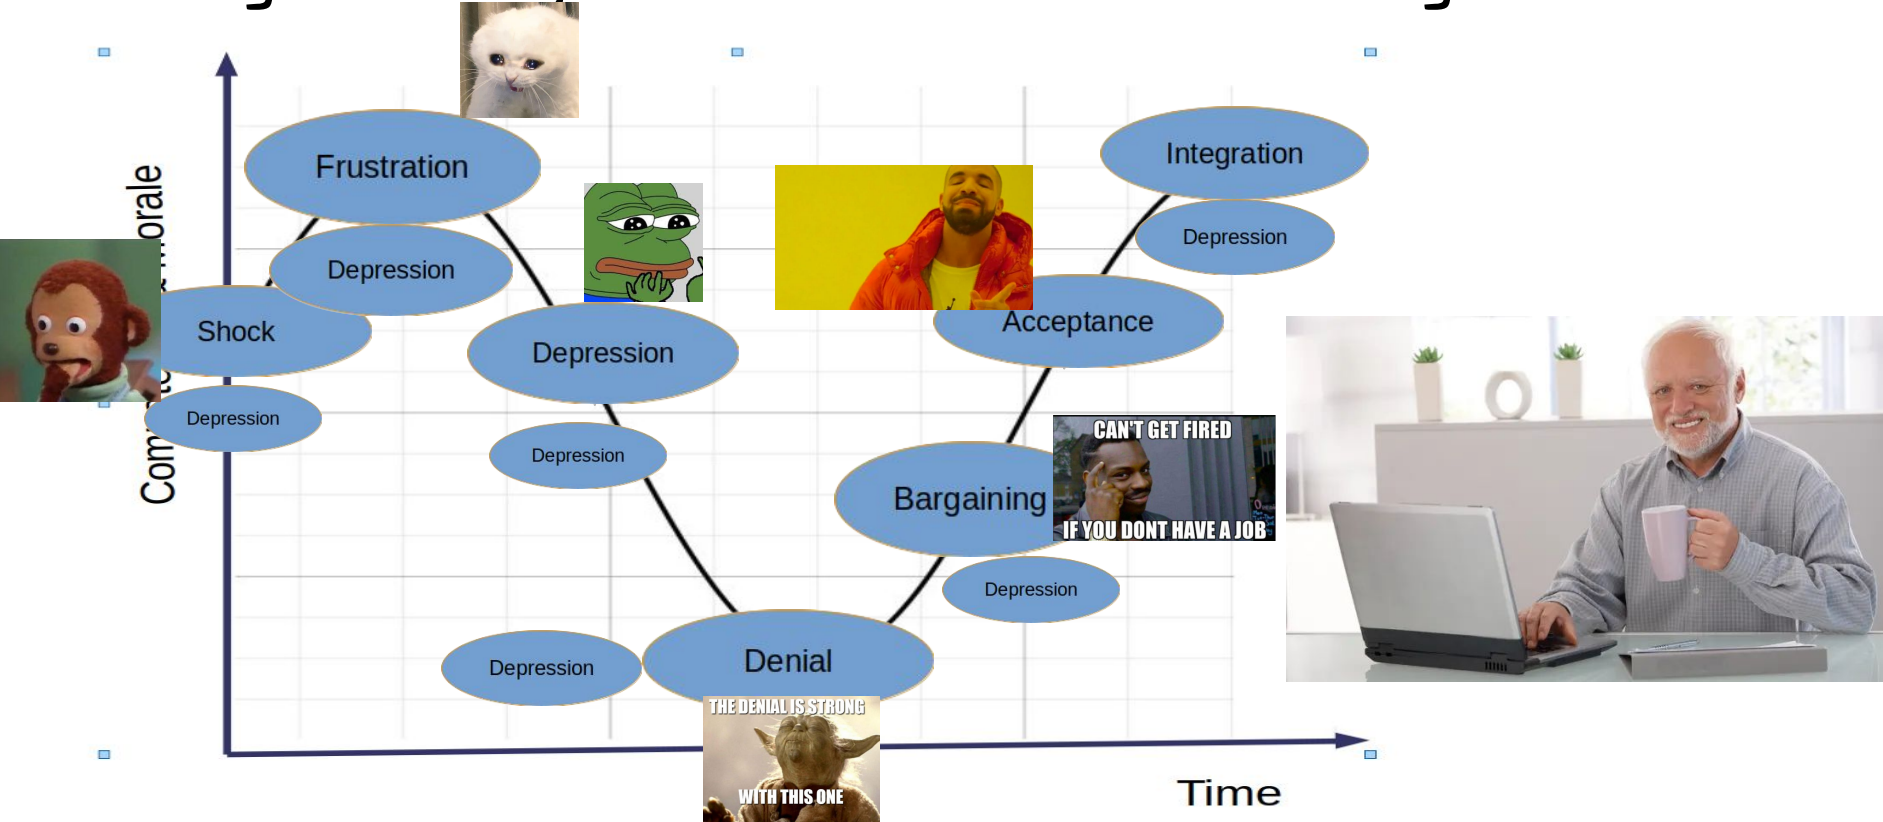 Frustration
Integration
Depression
Depression
Shock
Depression
Acceptance
Depression
Depression
CAN'T GET FIRED
IF YOU DONT HAVE A JOB
Bargaining
Depression
Denial
Depression
THE DENIAL IS STRONG
WITH THIS ONE
Time